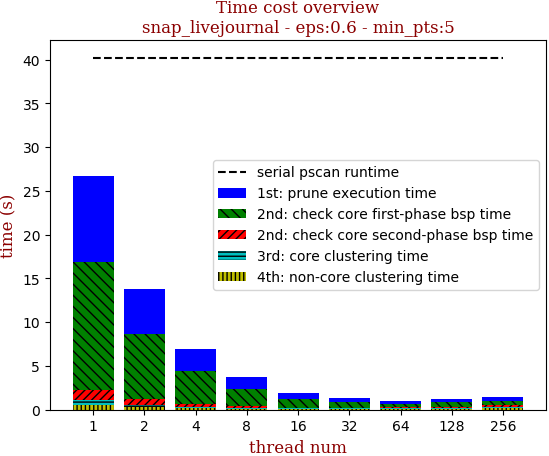 Time cost overview
snap_livejournal - eps:0.6 - min_pts:5
time (s)
40
35
30
25
20
15
10
5
0
serial pscan runtime
1st: prune execution time
2nd: check core first-phase bsp time
2nd: check core second-phase bsp time
3rd: core clustering time
4th: non-core clustering time
1 2 4 8 16 32 64 128 256
thread num